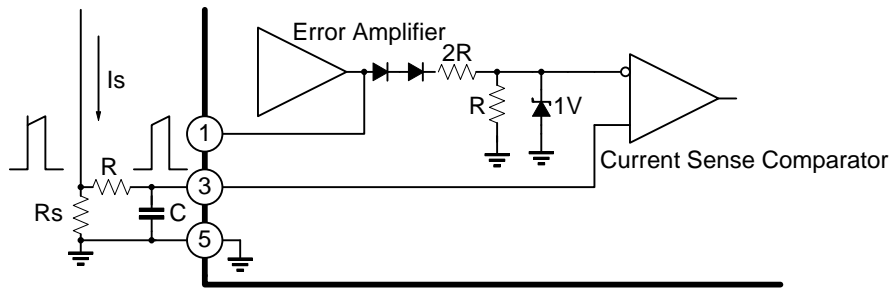 Error Amplifier
2R
Is
R
1V
1
Current Sense Comparator
R
3
Rs
C
5